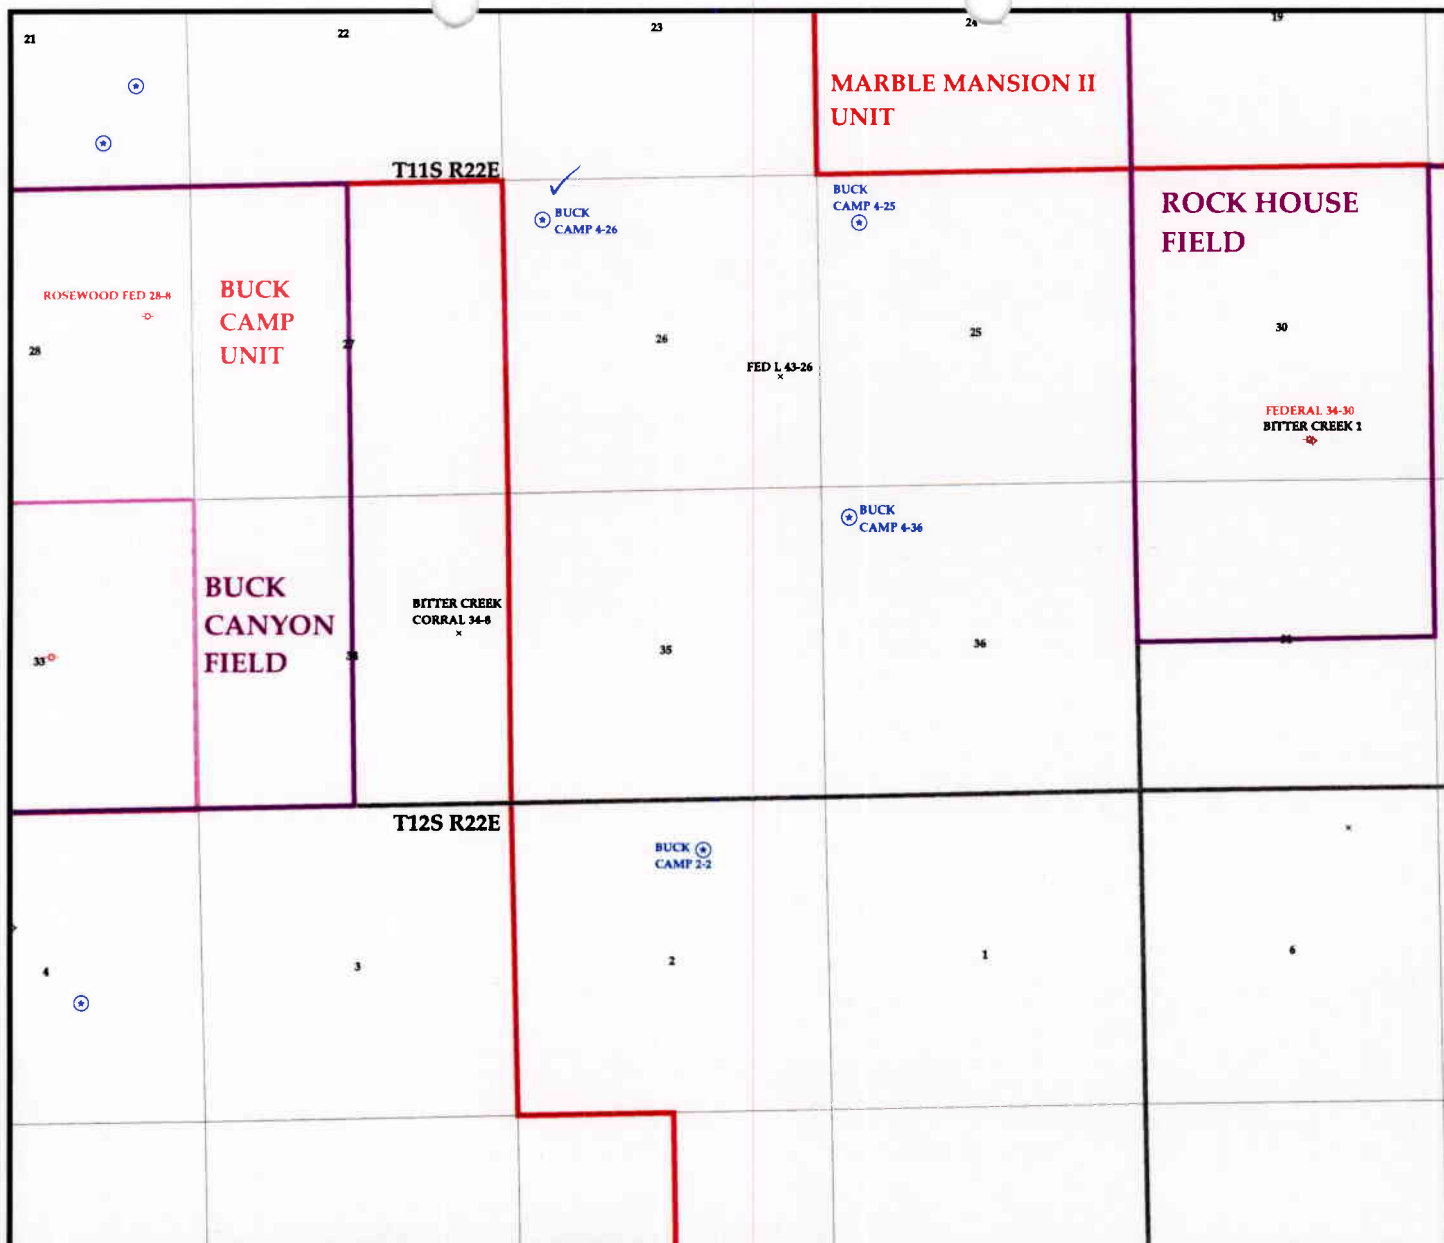 21
22
23
24
19
MARBLE MANSION II
UNIT
T11S R22E
BUCK
CAMP 4-26
BUCK
CAMP 4-25
ROCK HOUSE
FIELD
ROSEWOOD FED 28-8
BUCK
CAMP
UNIT
28
27
26
25
30
FED L 43-26
FEDERAL 34-30
BITTER CREEK 1
BUCK
CAMP 4-36
BUCK
CANYON
FIELD
BITTER CREEK
CORRAL 34-8
33
34
35
36
31
T12S R22E
BUCK
CAMP 2-2
4
3
2
1
6